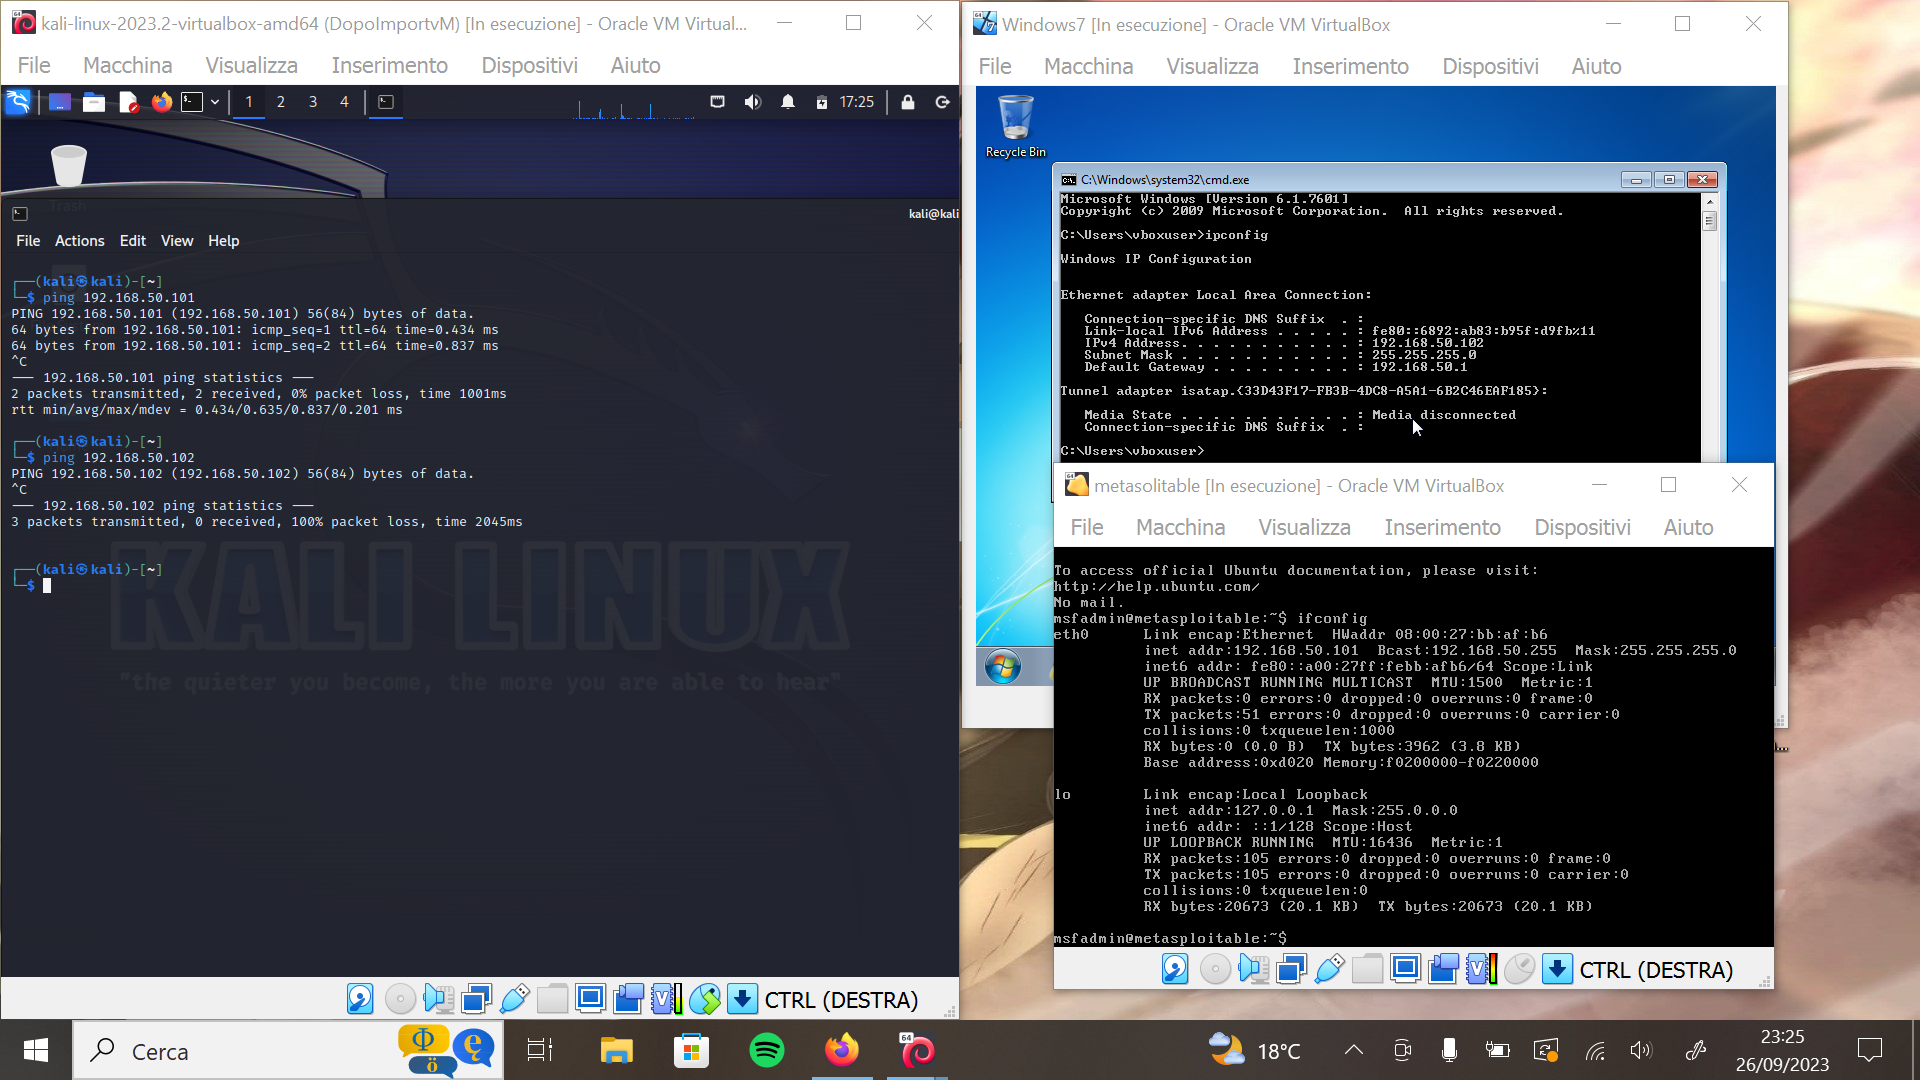 kali-linux-2023.2-virtualbox-amd64 (DopoImportvM) [In esecuzione] - Oracle VM Virtual...
File Macchina Visualizza Inserimento Dispositivi Aiuto
1 2 3 4 17:25
Trash
kali@kali
File Actions Edit View Help
┌──(kali㉿kali)-[~]
└─$ ping 192.168.50.101
PING 192.168.50.101 (192.168.50.101) 56(84) bytes of data.
64 bytes from 192.168.50.101: icmp_seq=1 ttl=64 time=0.434 ms
64 bytes from 192.168.50.101: icmp_seq=2 ttl=64 time=0.837 ms
^C
── 192.168.50.101 ping statistics ──
2 packets transmitted, 2 received, 0% packet loss, time 1001ms
rtt min/avg/max/mdev = 0.434/0.635/0.837/0.201 ms
┌──(kali㉿kali)-[~]
└─$ ping 192.168.50.102
PING 192.168.50.102 (192.168.50.102) 56(84) bytes of data.
^C
── 192.168.50.102 ping statistics ──
3 packets transmitted, 0 received, 100% packet loss, time 2045ms
┌──(kali㉿kali)-[~]
└─$
KALI LINUX
"the quieter you become, the more you are able to hear"
CTRL (DESTRA)
Windows7 [In esecuzione] - Oracle VM VirtualBox
File Macchina Visualizza Inserimento Dispositivi Aiuto
Recycle Bin
C:\Windows\system32\cmd.exe
Microsoft Windows [Version 6.1.7601]
Copyright (c) 2009 Microsoft Corporation.  All rights reserved.
C:\Users\vboxuser>ipconfig
Windows IP Configuration
Ethernet adapter Local Area Connection:
Connection-specific DNS Suffix  . :
Link-local IPv6 Address . . . . . : fe80::6892:ab83:b95f:d9fb%11
IPv4 Address. . . . . . . . . . . : 192.168.50.102
Subnet Mask . . . . . . . . . . . : 255.255.255.0
Default Gateway . . . . . . . . . : 192.168.50.1
Tunnel adapter isatap.{33D43F17-FB3B-4DC8-A5A1-6B2C46EAF185}:
Media State . . . . . . . . . . . : Media disconnected
Connection-specific DNS Suffix  . :
C:\Users\vboxuser>
metasolitable [In esecuzione] - Oracle VM VirtualBox
File Macchina Visualizza Inserimento Dispositivi Aiuto
To access official Ubuntu documentation, please visit:
http://help.ubuntu.com/
No mail.
msfadmin@metasploitable:~$ ifconfig
eth0 Link encap:Ethernet  HWaddr 08:00:27:bb:af:b6
inet addr:192.168.50.101  Bcast:192.168.50.255  Mask:255.255.255.0
inet6 addr: fe80::a00:27ff:febb:afb6/64 Scope:Link
UP BROADCAST RUNNING MULTICAST  MTU:1500  Metric:1
RX packets:0 errors:0 dropped:0 overruns:0 frame:0
TX packets:51 errors:0 dropped:0 overruns:0 carrier:0
collisions:0 txqueuelen:1000
RX bytes:0 (0.0 B)  TX bytes:3962 (3.8 KB)
Base address:0xd020 Memory:f0200000-f0220000
lo Link encap:Local Loopback
inet addr:127.0.0.1  Mask:255.0.0.0
inet6 addr: ::1/128 Scope:Host
UP LOOPBACK RUNNING  MTU:16436  Metric:1
RX packets:105 errors:0 dropped:0 overruns:0 frame:0
TX packets:105 errors:0 dropped:0 overruns:0 carrier:0
collisions:0 txqueuelen:0
RX bytes:20673 (20.1 KB)  TX bytes:20673 (20.1 KB)
msfadmin@metasploitable:~$
CTRL (DESTRA)
Cerca
18°C
23:25
26/09/2023